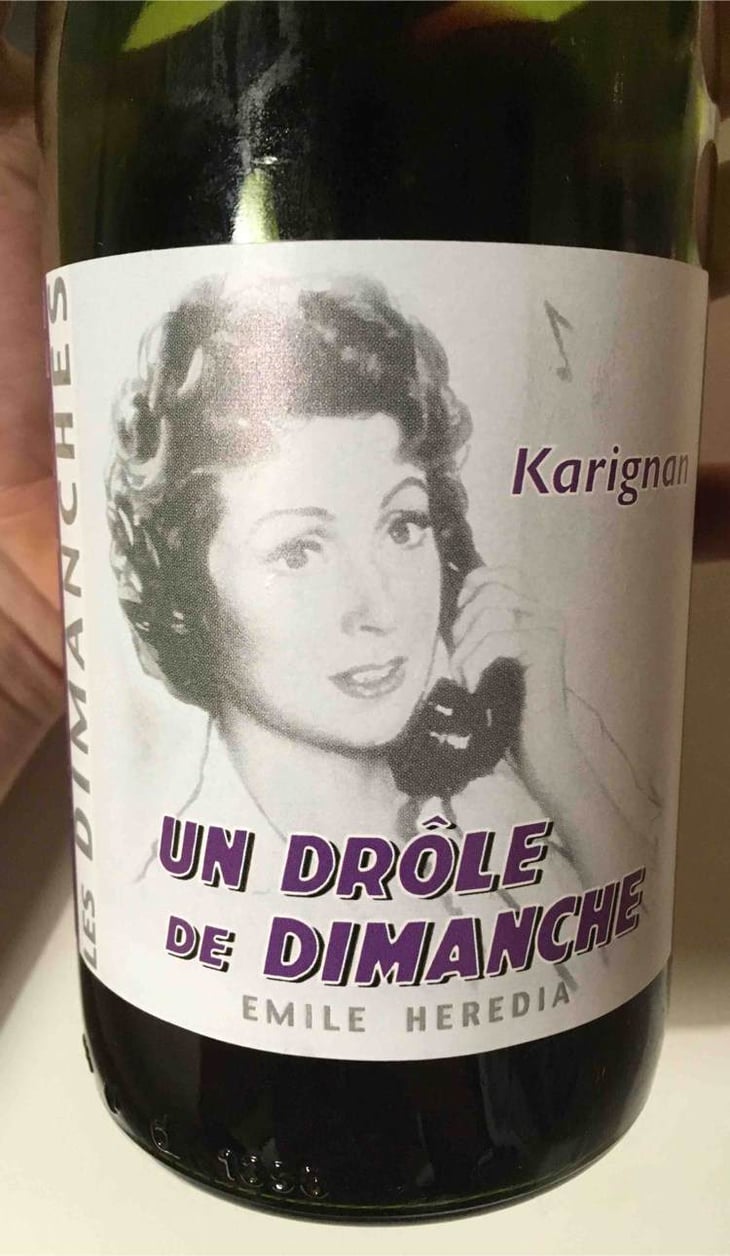 LES DIMANCHES
Karignan
UN DRÔLE
DE DIMANCHE
EMILE HEREDIA